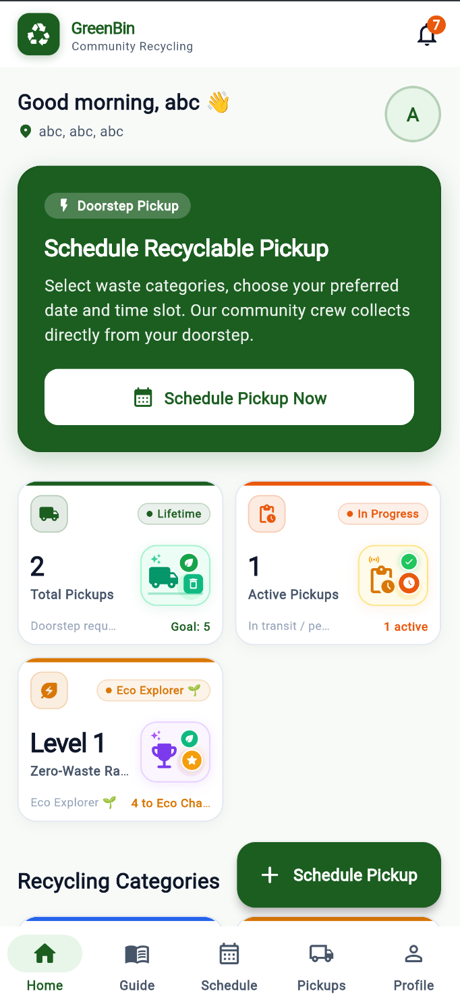 GreenBin
Community Recycling
7
Good morning, abc 👋
A
abc, abc, abc
Doorstep Pickup
Schedule Recyclable Pickup
Select waste categories, choose your preferred
date and time slot. Our community crew collects
directly from your doorstep.
Schedule Pickup Now
Lifetime
2
Total Pickups
Doorstep requ...
Goal: 5
In Progress
1
Active Pickups
In transit / pe...
1 active
Eco Explorer 🌱
Level 1
Zero-Waste Ra...
Eco Explorer 🌱
4 to Eco Cha...
Recycling Categories
+ Schedule Pickup
Home
Guide
Schedule
Pickups
Profile